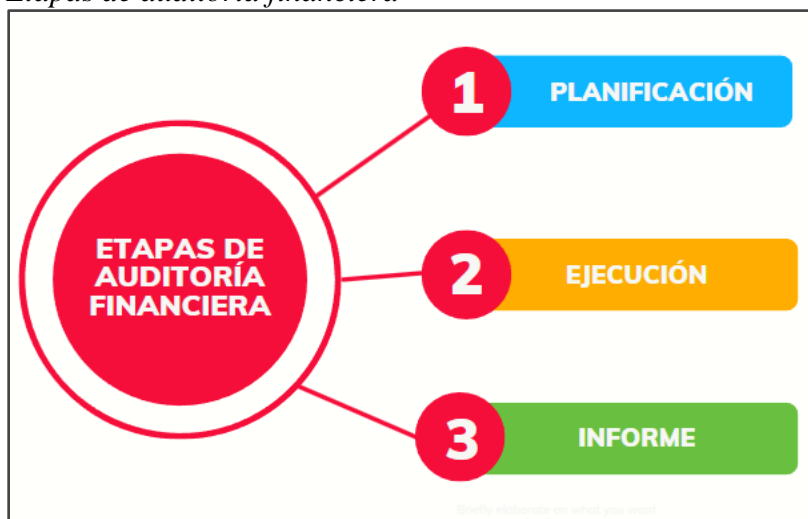 Etapas de auditoría financiera
ETAPAS DE
AUDITORÍA
FINANCIERA
1
PLANIFICACIÓN
2
EJECUCIÓN
3
INFORME
Briefly elaborate on what you want